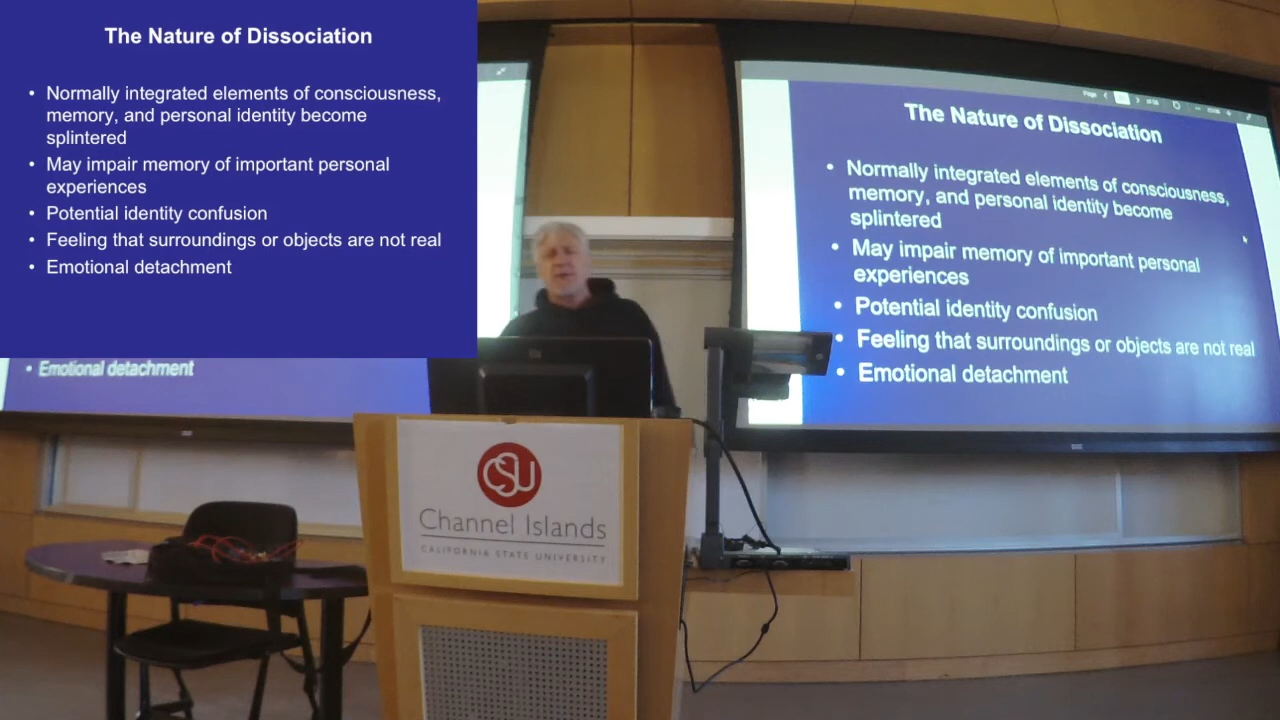 The Nature of Dissociation
• Normally integrated elements of consciousness,
memory, and personal identity become
splintered
• May impair memory of important personal
experiences
• Potential identity confusion
• Feeling that surroundings or objects are not real
• Emotional detachment
• Emotional detachment
Page
The Nature of Dissociation
• Normally integrated elements of consciousness,
memory, and personal identity become
splintered
• May impair memory of important personal
experiences
• Potential identity confusion
• Feeling that surroundings or objects are not real
• Emotional detachment
CSU
Channel Islands
CALIFORNIA STATE UNIVERSITY